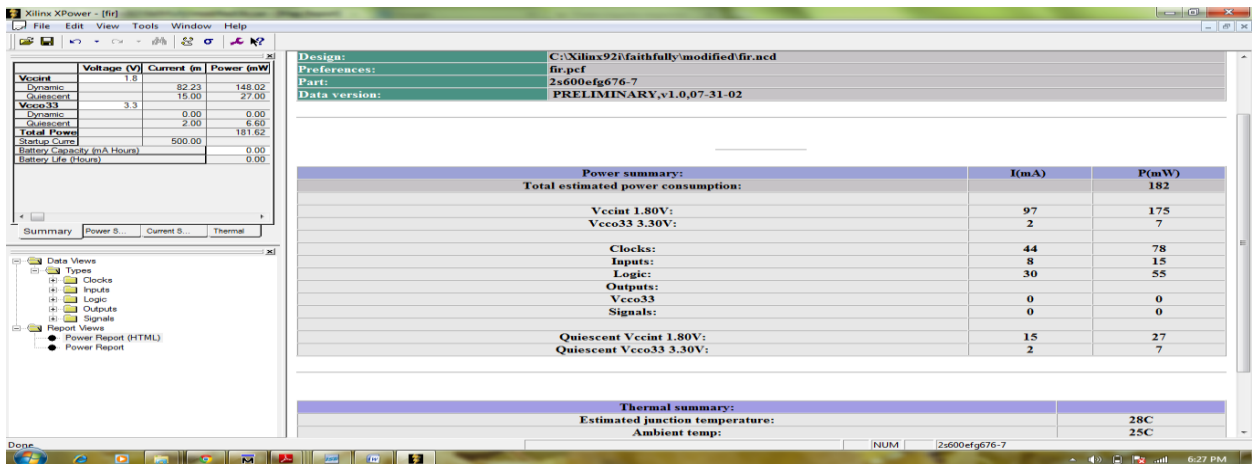 Xilinx XPower - [fir]
File Edit View Tools Window Help
Voltage (V) Current (m Power (mW
Vccint 1.8
Dynamic 82.23 148.02
Quiescent 15.00 27.00
Vcco33 3.3
Dynamic 0.00 0.00
Quiescent 2.00 6.60
Total Powe 181.62
Startup Curre 500.00
Battery Capacity (mA Hours) 0.00
Battery Life (Hours) 0.00
Summary Power S... Current S... Thermal
Data Views
Types
Clocks
Inputs
Logic
Outputs
Signals
Report Views
Power Report (HTML)
Power Report
Design: C:\Xilinx92i\faithfully\modified\fir.ncd
Preferences: fir.pcf
Part: 2s600efg676-7
Data version: PRELIMINARY,v1.0,07-31-02
Power summary: I(mA) P(mW)
Total estimated power consumption: 182
Vccint 1.80V: 97 175
Vcco33 3.30V: 2 7
Clocks: 44 78
Inputs: 8 15
Logic: 30 55
Outputs:
Vcco33 0 0
Signals: 0 0
Quiescent Vccint 1.80V: 15 27
Quiescent Vcco33 3.30V: 2 7
Thermal summary:
Estimated junction temperature: 28C
Ambient temp: 25C
Done NUM 2s600efg676-7
6:27 PM